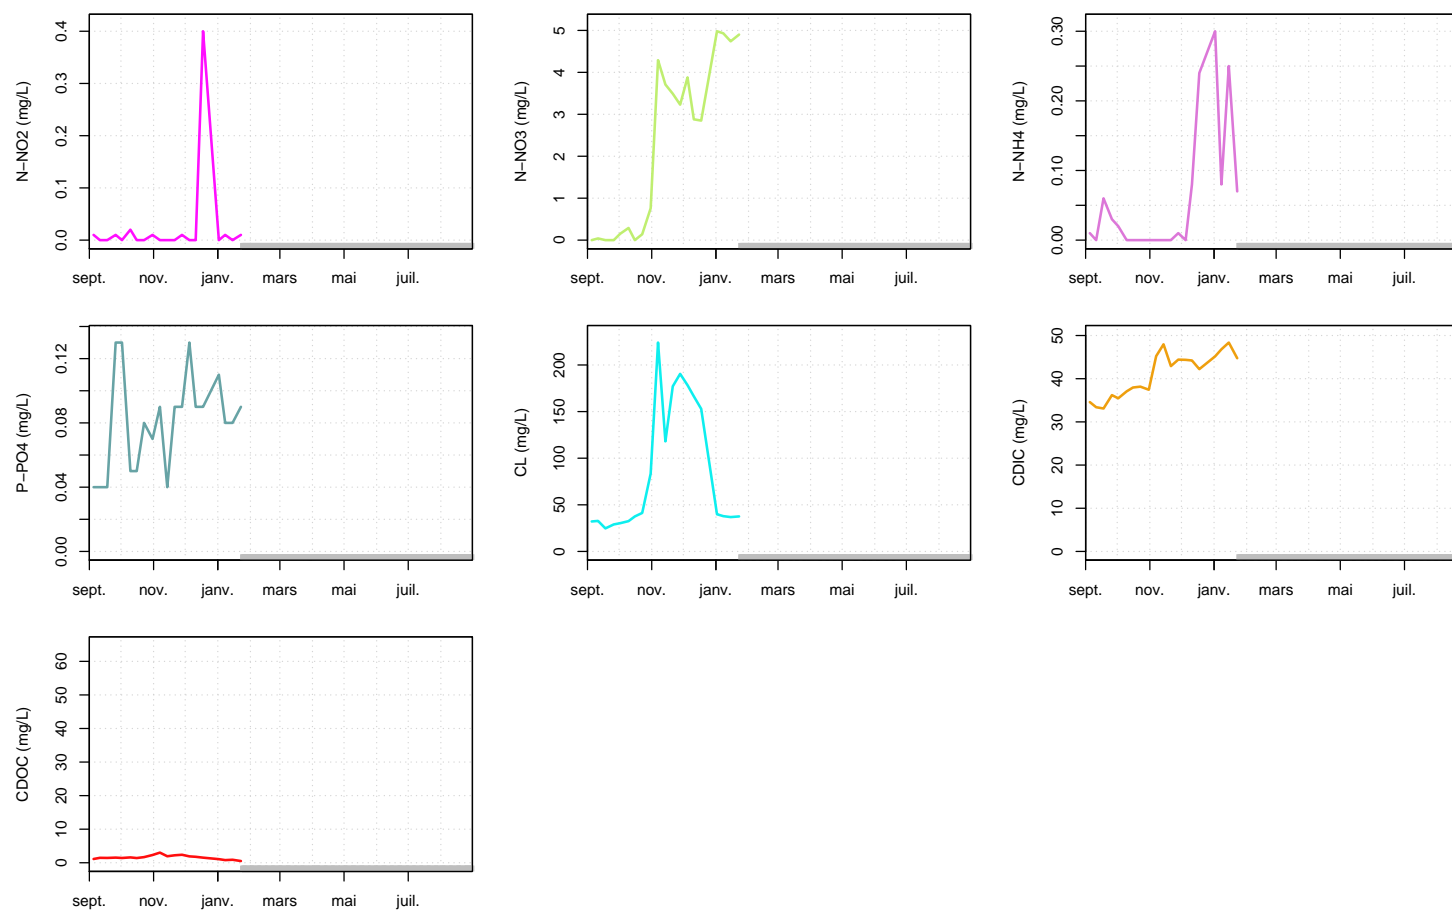 N−NO2 (mg/L)
0.0 0.1 0.2 0.3 0.4
sept. nov. janv. mars mai juil.
N−NO3 (mg/L)
0 1 2 3 4 5
sept. nov. janv. mars mai juil.
N−NH4 (mg/L)
0.00 0.10 0.20 0.30
sept. nov. janv. mars mai juil.
P−PO4 (mg/L)
0.00 0.04 0.08 0.12
sept. nov. janv. mars mai juil.
CL (mg/L)
0 50 100 150 200
sept. nov. janv. mars mai juil.
CDIC (mg/L)
0 10 20 30 40 50
sept. nov. janv. mars mai juil.
CDOC (mg/L)
0 10 20 30 40 50 60
sept. nov. janv. mars mai juil.